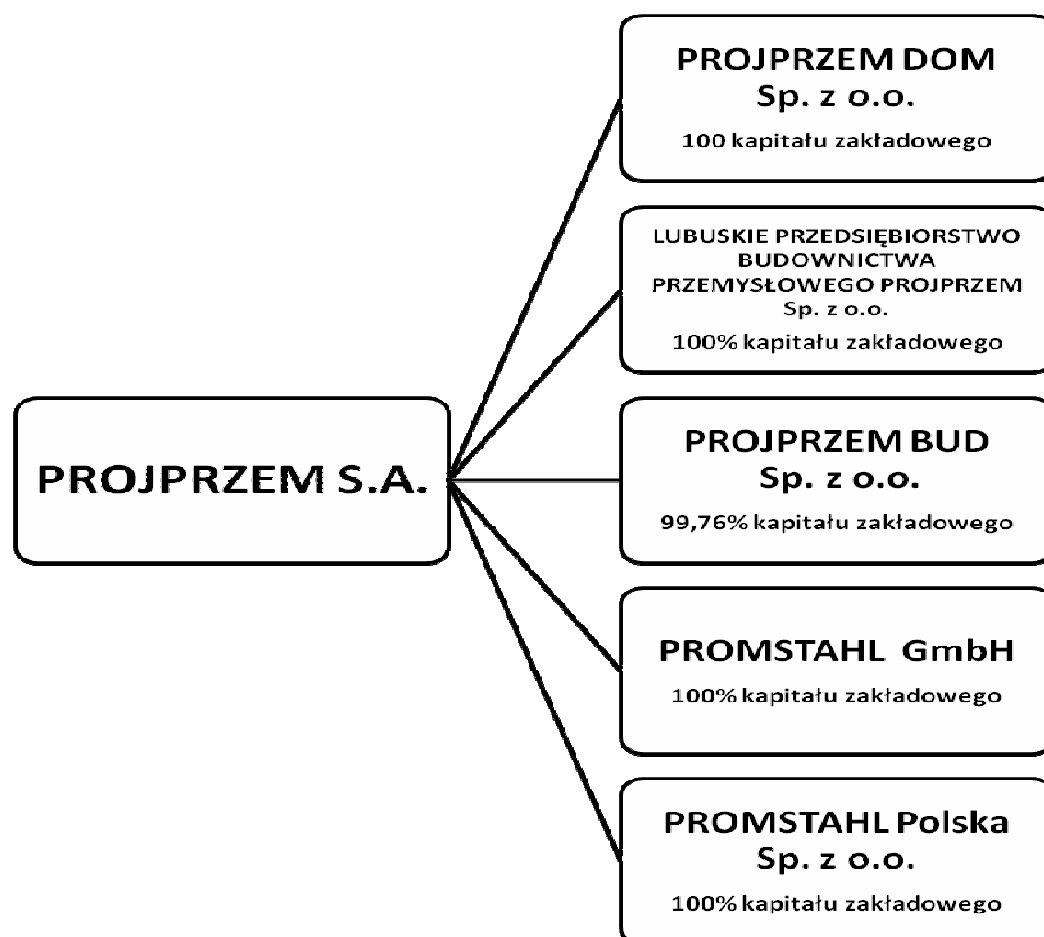 PROJPRZEM S.A.
PROJPRZEM DOM
Sp. z o.o.
100 kapitału zakładowego
LUBUSKIE PRZEDSIĘBIORSTWO
BUDOWNICTWA
PRZEMYSŁOWEGO PROJPRZEM
Sp. z o.o.
100% kapitału zakładowego
PROJPRZEM BUD
Sp. z o.o.
99,76% kapitału zakładowego
PROMSTAHL GmbH
100% kapitału zakładowego
PROMSTAHL Polska
Sp. z o.o.
100% kapitału zakładowego